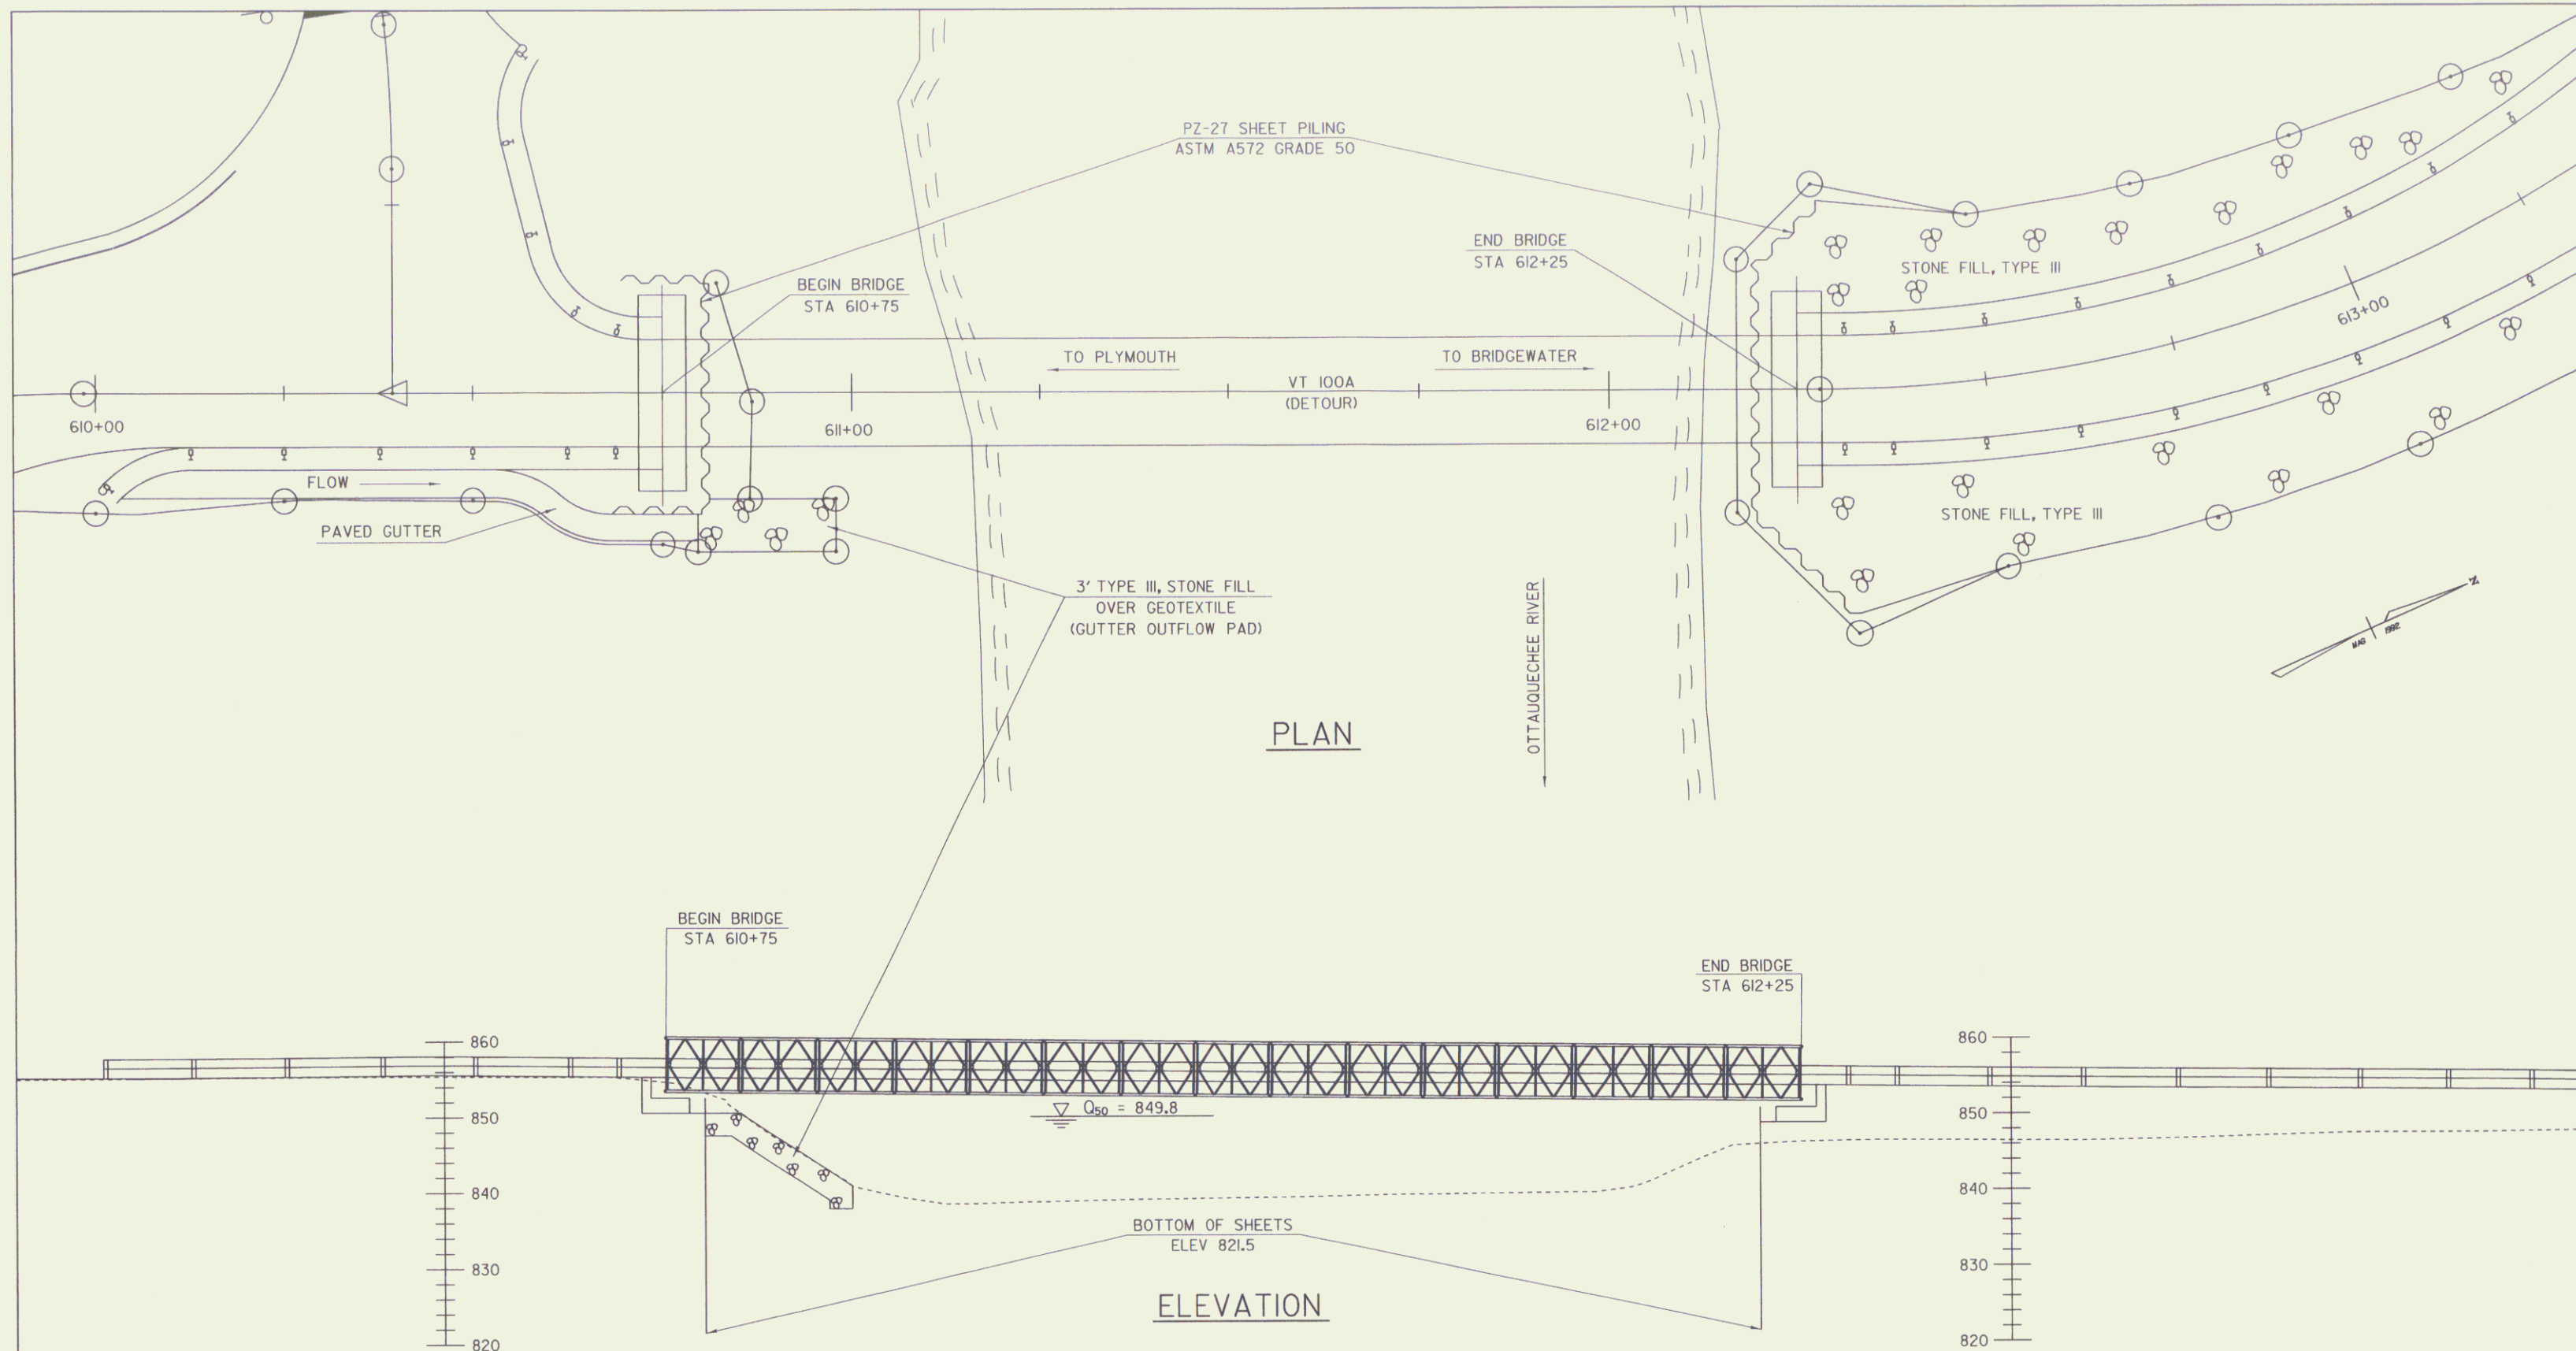 PZ-27 SHEET PILING
ASTM A572 GRADE 50
END BRIDGE
STA 612+25
STONE FILL, TYPE III
BEGIN BRIDGE
STA 610+75
613+00
TO PLYMOUTH
TO BRIDGEWATER
VT 100A
(DETOUR)
610+00
611+00
612+00
FLOW
PAVED GUTTER
STONE FILL, TYPE III
3' TYPE III, STONE FILL
OVER GEOTEXTILE
(GUTTER OUTFLOW PAD)
OTTAUQUECHEE RIVER
N
MAG
1992
PLAN
BEGIN BRIDGE
STA 610+75
END BRIDGE
STA 612+25
860
850
840
830
820
Q50 = 849.8
860
850
840
830
820
BOTTOM OF SHEETS
ELEV 821.5
ELEVATION